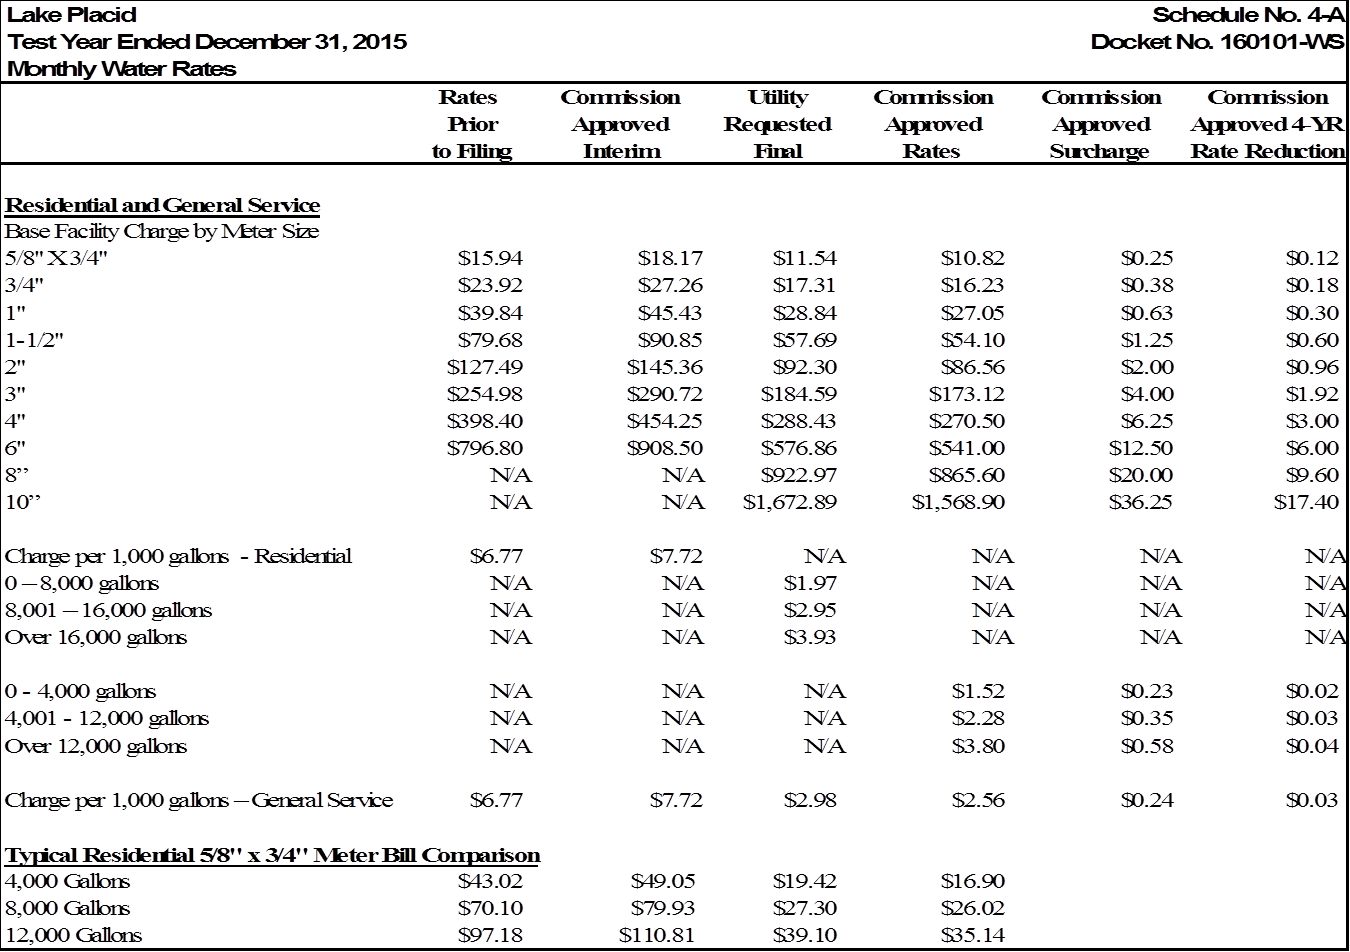 Lake Placid Schedule No. 4-A
Test Year Ended December 31, 2015 Docket No. 160101-WS
Monthly Water Rates
Rates Commission Utility Commission Commission Commission
Prior Approved Requested Approved Approved Approved 4-YR
to Filing Interim Final Rates Surcharge Rate Reduction
Residential and General Service
Base Facility Charge by Meter Size
5/8" X 3/4" $15.94 $18.17 $11.54 $10.82 $0.25 $0.12
3/4" $23.92 $27.26 $17.31 $16.23 $0.38 $0.18
1" $39.84 $45.43 $28.84 $27.05 $0.63 $0.30
1-1/2" $79.68 $90.85 $57.69 $54.10 $1.25 $0.60
2" $127.49 $145.36 $92.30 $86.56 $2.00 $0.96
3" $254.98 $290.72 $184.59 $173.12 $4.00 $1.92
4" $398.40 $454.25 $288.43 $270.50 $6.25 $3.00
6" $796.80 $908.50 $576.86 $541.00 $12.50 $6.00
8” N/A N/A $922.97 $865.60 $20.00 $9.60
10” N/A N/A $1,672.89 $1,568.90 $36.25 $17.40
Charge per 1,000 gallons - Residential $6.77 $7.72 N/A N/A N/A N/A
0 – 8,000 gallons N/A N/A $1.97 N/A N/A N/A
8,001 – 16,000 gallons N/A N/A $2.95 N/A N/A N/A
Over 16,000 gallons N/A N/A $3.93 N/A N/A N/A
0 - 4,000 gallons N/A N/A N/A $1.52 $0.23 $0.02
4,001 - 12,000 gallons N/A N/A N/A $2.28 $0.35 $0.03
Over 12,000 gallons N/A N/A N/A $3.80 $0.58 $0.04
Charge per 1,000 gallons – General Service $6.77 $7.72 $2.98 $2.56 $0.24 $0.03
Typical Residential 5/8" x 3/4" Meter Bill Comparison
4,000 Gallons $43.02 $49.05 $19.42 $16.90
8,000 Gallons $70.10 $79.93 $27.30 $26.02
12,000 Gallons $97.18 $110.81 $39.10 $35.14